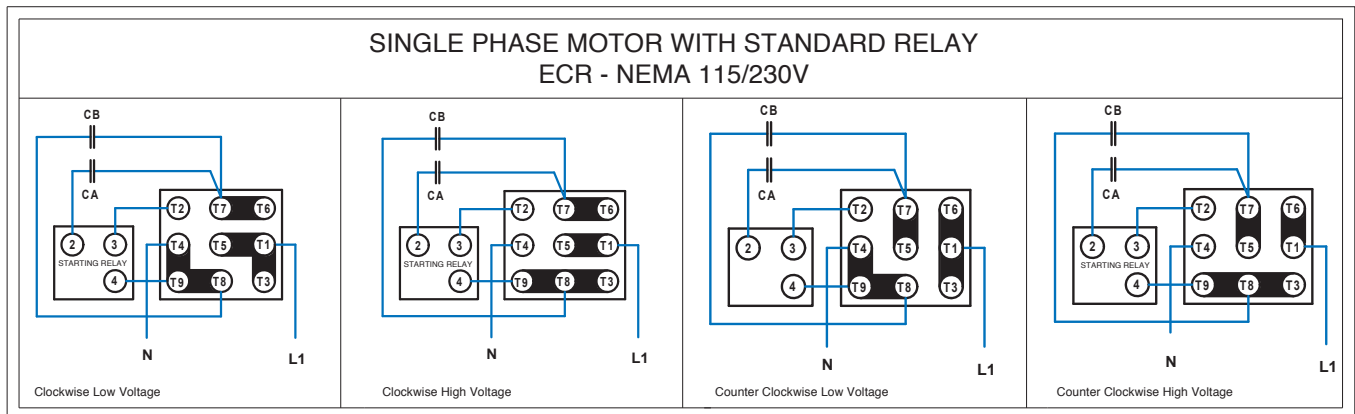 SINGLE PHASE MOTOR WITH STANDARD RELAY
ECR - NEMA 115/230V
CB
CA
T2 T7 T6
2 3 T4 T5 T1
STARTING RELAY
4 T9 T8 T3
N L1
Clockwise Low Voltage
CB
CA
T2 T7 T6
2 3 T4 T5 T1
STARTING RELAY
4 T9 T8 T3
N L1
Clockwise High Voltage
CB
CA
T2 T7 T6
2 3 T4 T5 T1
4 T9 T8 T3
N L1
Counter Clockwise Low Voltage
CB
CA
T2 T7 T6
2 3 T4 T5 T1
STARTING RELAY
4 T9 T8 T3
N L1
Counter Clockwise High Voltage